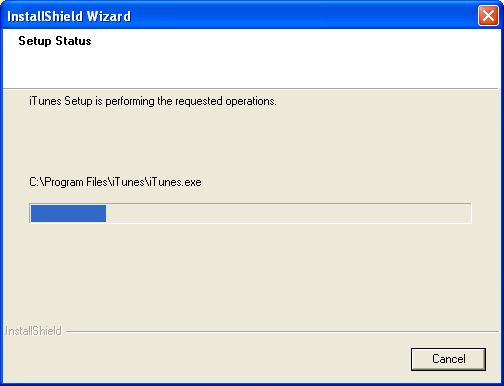 InstallShield Wizard
Setup Status
iTunes Setup is performing the requested operations.
C:\Program Files\iTunes\iTunes.exe
InstallShield
Cancel